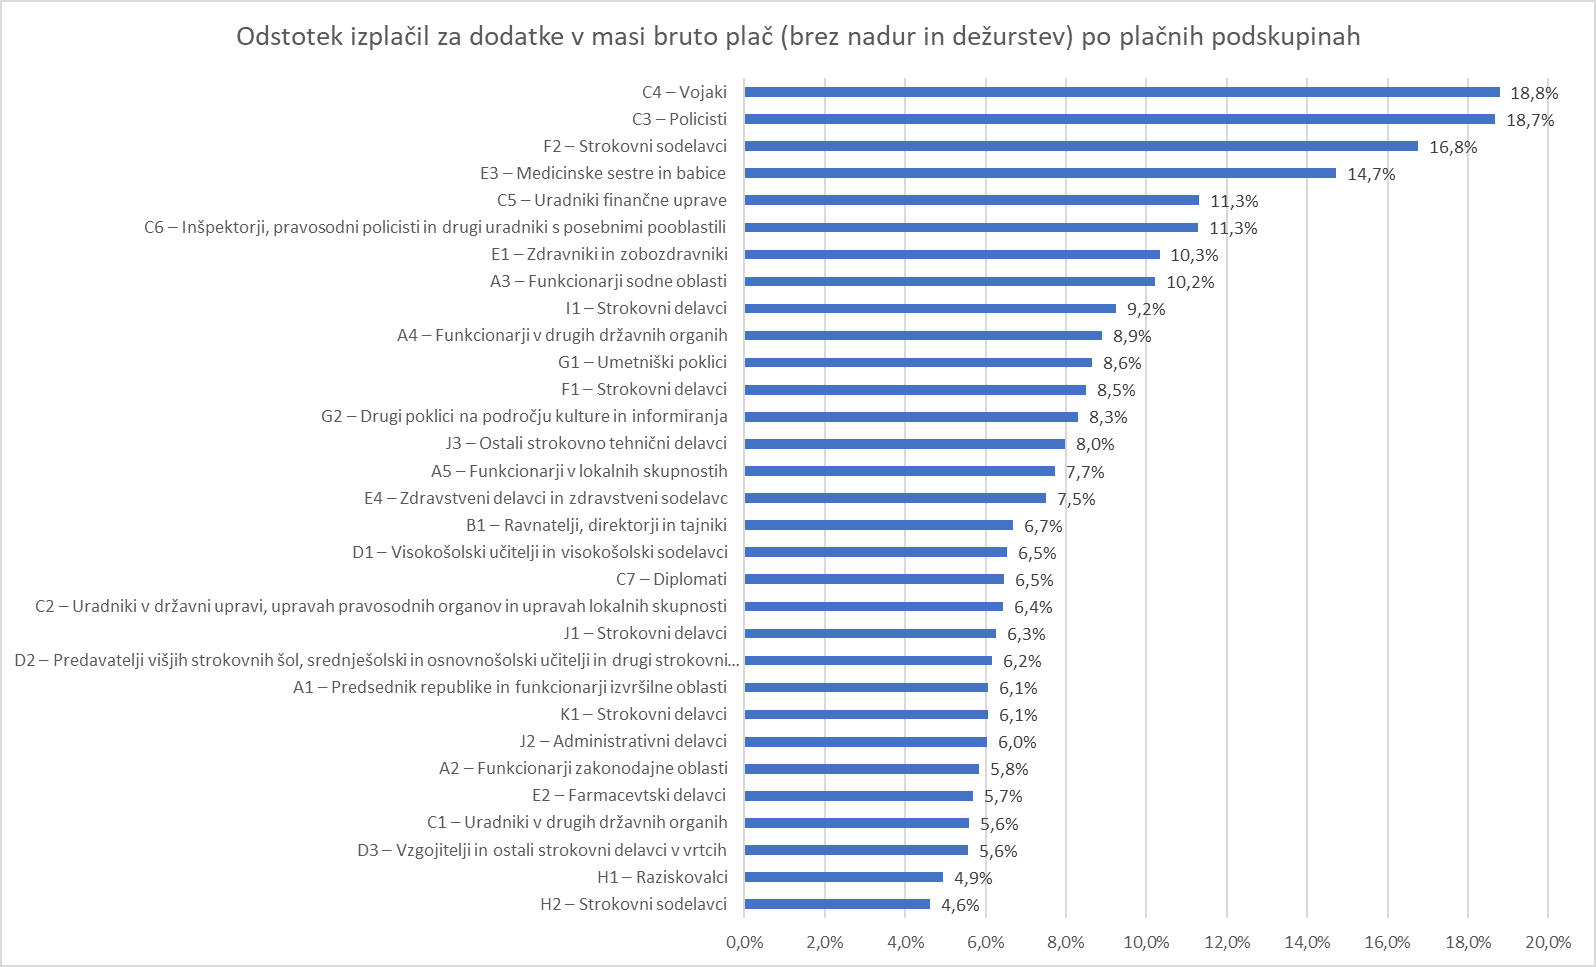 Odstotek izplačil za dodatke v masi bruto plač (brez nadur in dežurstev) po plačnih podskupinah
C4 – Vojaki 18,8%
C3 – Policisti 18,7%
F2 – Strokovni sodelavci 16,8%
E3 – Medicinske sestre in babice 14,7%
C5 – Uradniki finančne uprave 11,3%
C6 – Inšpektorji, pravosodni policisti in drugi uradniki s posebnimi pooblastili 11,3%
E1 – Zdravniki in zobozdravniki 10,3%
A3 – Funkcionarji sodne oblasti 10,2%
I1 – Strokovni delavci 9,2%
A4 – Funkcionarji v drugih državnih organih 8,9%
G1 – Umetniški poklici 8,6%
F1 – Strokovni delavci 8,5%
G2 – Drugi poklici na področju kulture in informiranja 8,3%
J3 – Ostali strokovno tehnični delavci 8,0%
A5 – Funkcionarji v lokalnih skupnostih 7,7%
E4 – Zdravstveni delavci in zdravstveni sodelavc 7,5%
B1 – Ravnatelji, direktorji in tajniki 6,7%
D1 – Visokošolski učitelji in visokošolski sodelavci 6,5%
C7 – Diplomati 6,5%
C2 – Uradniki v državni upravi, upravah pravosodnih organov in upravah lokalnih skupnosti 6,4%
J1 – Strokovni delavci 6,3%
D2 – Predavatelji višjih strokovnih šol, srednješolski in osnovnošolski učitelji in drugi strokovni... 6,2%
A1 – Predsednik republike in funkcionarji izvršilne oblasti 6,1%
K1 – Strokovni delavci 6,1%
J2 – Administrativni delavci 6,0%
A2 – Funkcionarji zakonodajne oblasti 5,8%
E2 – Farmacevtski delavci 5,7%
C1 – Uradniki v drugih državnih organih 5,6%
D3 – Vzgojitelji in ostali strokovni delavci v vrtcih 5,6%
H1 – Raziskovalci 4,9%
H2 – Strokovni sodelavci 4,6%
0,0% 2,0% 4,0% 6,0% 8,0% 10,0% 12,0% 14,0% 16,0% 18,0% 20,0%